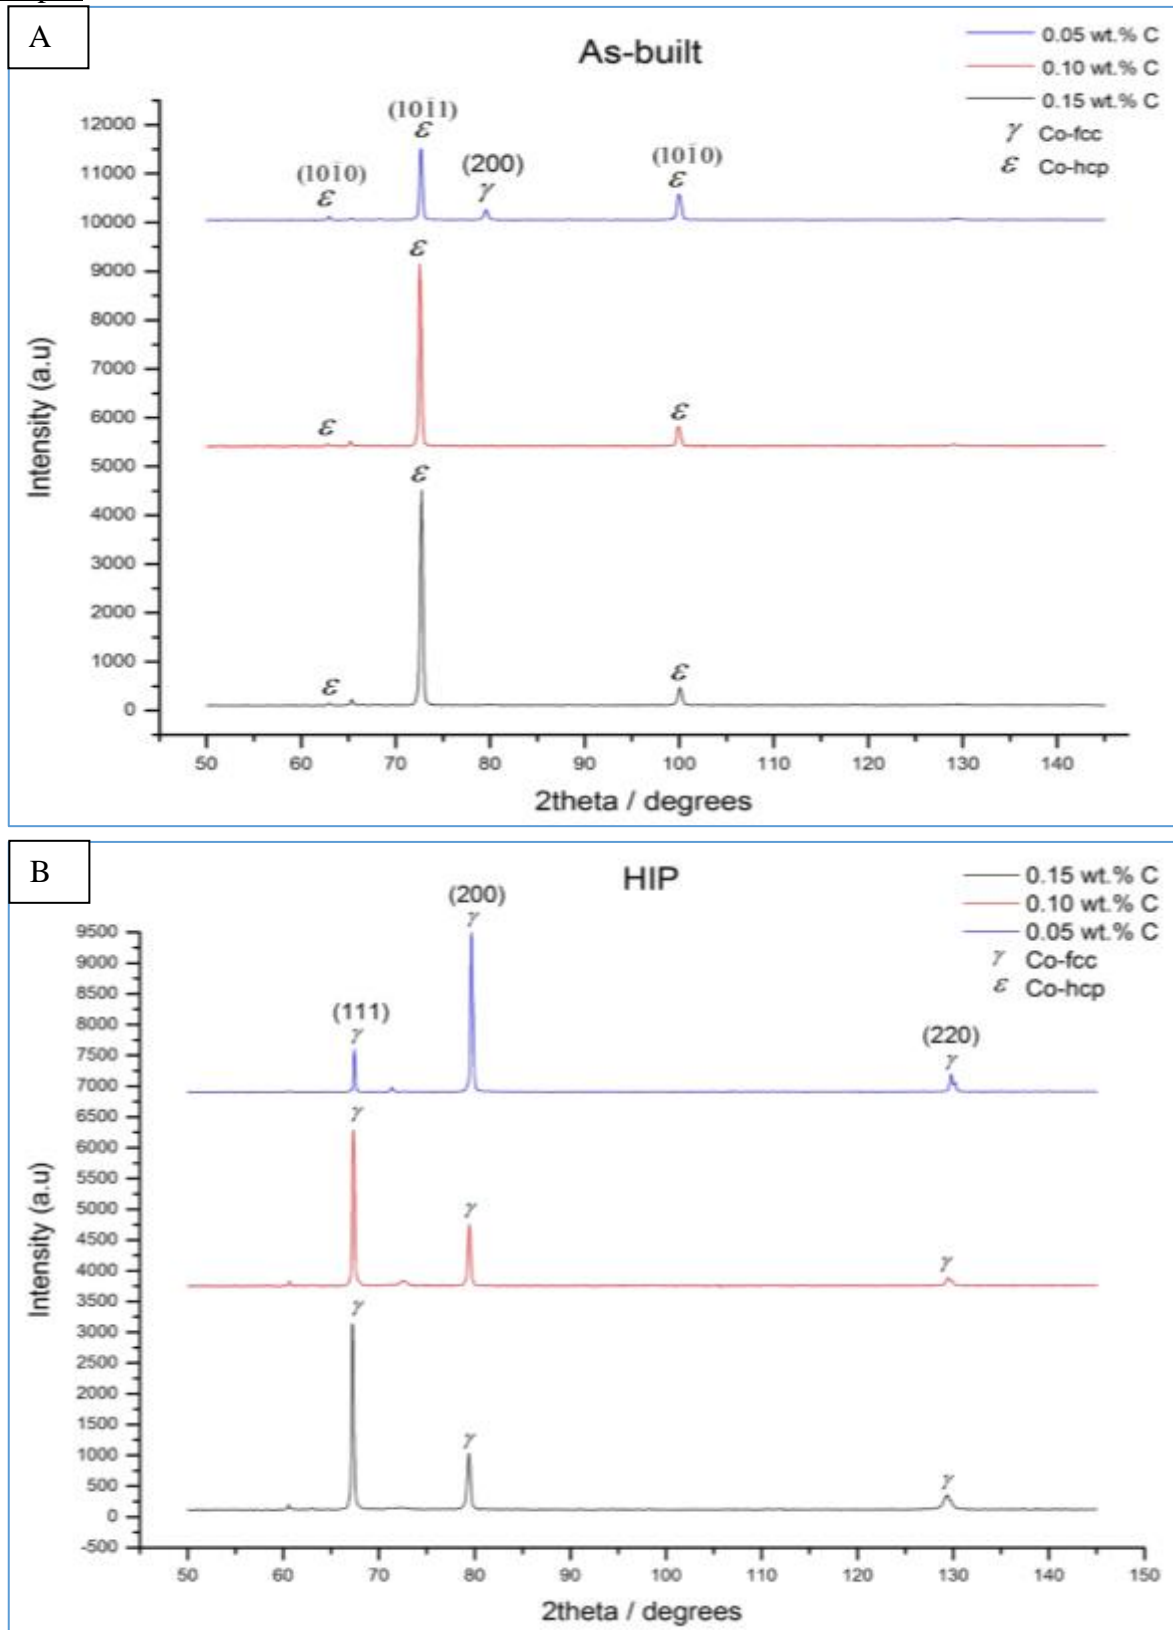 A
As-built
0.05 wt.% C
0.10 wt.% C
0.15 wt.% C
γ Co-fcc
ε Co-hcp
(101̄1)
ε
(101̄0)
ε
(200)
γ
(101̄0)
ε
ε
ε
ε
ε
ε
ε
12000
11000
10000
9000
8000
7000
6000
5000
4000
3000
2000
1000
0
Intensity (a.u)
50 60 70 80 90 100 110 120 130 140
2theta / degrees
B
HIP
0.15 wt.% C
0.10 wt.% C
0.05 wt.% C
γ Co-fcc
ε Co-hcp
(200)
γ
(111)
γ
(220)
γ
γ
γ
γ
γ
γ
γ
9500
9000
8500
8000
7500
7000
6500
6000
5500
5000
4500
4000
3500
3000
2500
2000
1500
1000
500
0
-500
Intensity (a.u)
50 60 70 80 90 100 110 120 130 140 150
2theta / degrees